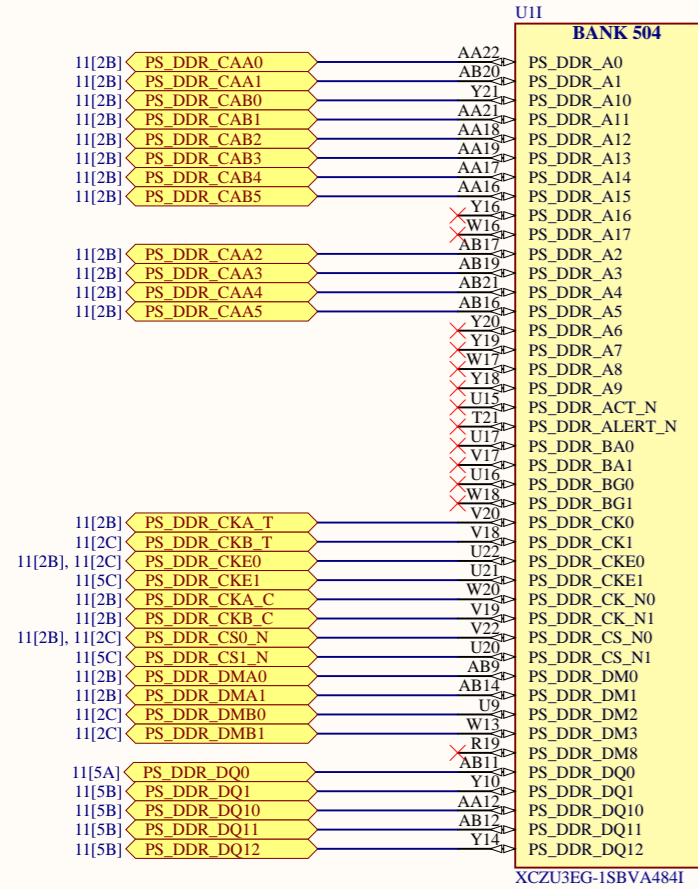 U1I
BANK 504
11[2B] PS_DDR_CAA0 AA22 PS_DDR_A0
11[2B] PS_DDR_CAA1 AB20 PS_DDR_A1
11[2B] PS_DDR_CAB0 Y21 PS_DDR_A10
11[2B] PS_DDR_CAB1 AA21 PS_DDR_A11
11[2B] PS_DDR_CAB2 AA18 PS_DDR_A12
11[2B] PS_DDR_CAB3 AA19 PS_DDR_A13
11[2B] PS_DDR_CAB4 AA17 PS_DDR_A14
11[2B] PS_DDR_CAB5 AA16 PS_DDR_A15
Y16 PS_DDR_A16
W16 PS_DDR_A17
11[2B] PS_DDR_CAA2 AB17 PS_DDR_A2
11[2B] PS_DDR_CAA3 AB19 PS_DDR_A3
11[2B] PS_DDR_CAA4 AB21 PS_DDR_A4
11[2B] PS_DDR_CAA5 AB16 PS_DDR_A5
Y20 PS_DDR_A6
Y19 PS_DDR_A7
W17 PS_DDR_A8
Y18 PS_DDR_A9
U15 PS_DDR_ACT_N
T21 PS_DDR_ALERT_N
U17 PS_DDR_BA0
V17 PS_DDR_BA1
U16 PS_DDR_BG0
W18 PS_DDR_BG1
11[2B] PS_DDR_CKA_T V20 PS_DDR_CK0
11[2C] PS_DDR_CKB_T V18 PS_DDR_CK1
11[2B], 11[2C] PS_DDR_CKE0 U22 PS_DDR_CKE0
11[5C] PS_DDR_CKE1 U21 PS_DDR_CKE1
11[2B] PS_DDR_CKA_C W20 PS_DDR_CK_N0
11[2B] PS_DDR_CKB_C V19 PS_DDR_CK_N1
11[2B], 11[2C] PS_DDR_CS0_N V22 PS_DDR_CS_N0
11[5C] PS_DDR_CS1_N U20 PS_DDR_CS_N1
11[2B] PS_DDR_DMA0 AB9 PS_DDR_DM0
11[2B] PS_DDR_DMA1 AB14 PS_DDR_DM1
11[2C] PS_DDR_DMB0 U9 PS_DDR_DM2
11[2C] PS_DDR_DMB1 W13 PS_DDR_DM3
R19 PS_DDR_DM8
11[5A] PS_DDR_DQ0 AB11 PS_DDR_DQ0
11[5B] PS_DDR_DQ1 Y10 PS_DDR_DQ1
11[5B] PS_DDR_DQ10 AA12 PS_DDR_DQ10
11[5B] PS_DDR_DQ11 AB12 PS_DDR_DQ11
11[5B] PS_DDR_DQ12 Y14 PS_DDR_DQ12
XCZU3EG-1SBVA484I